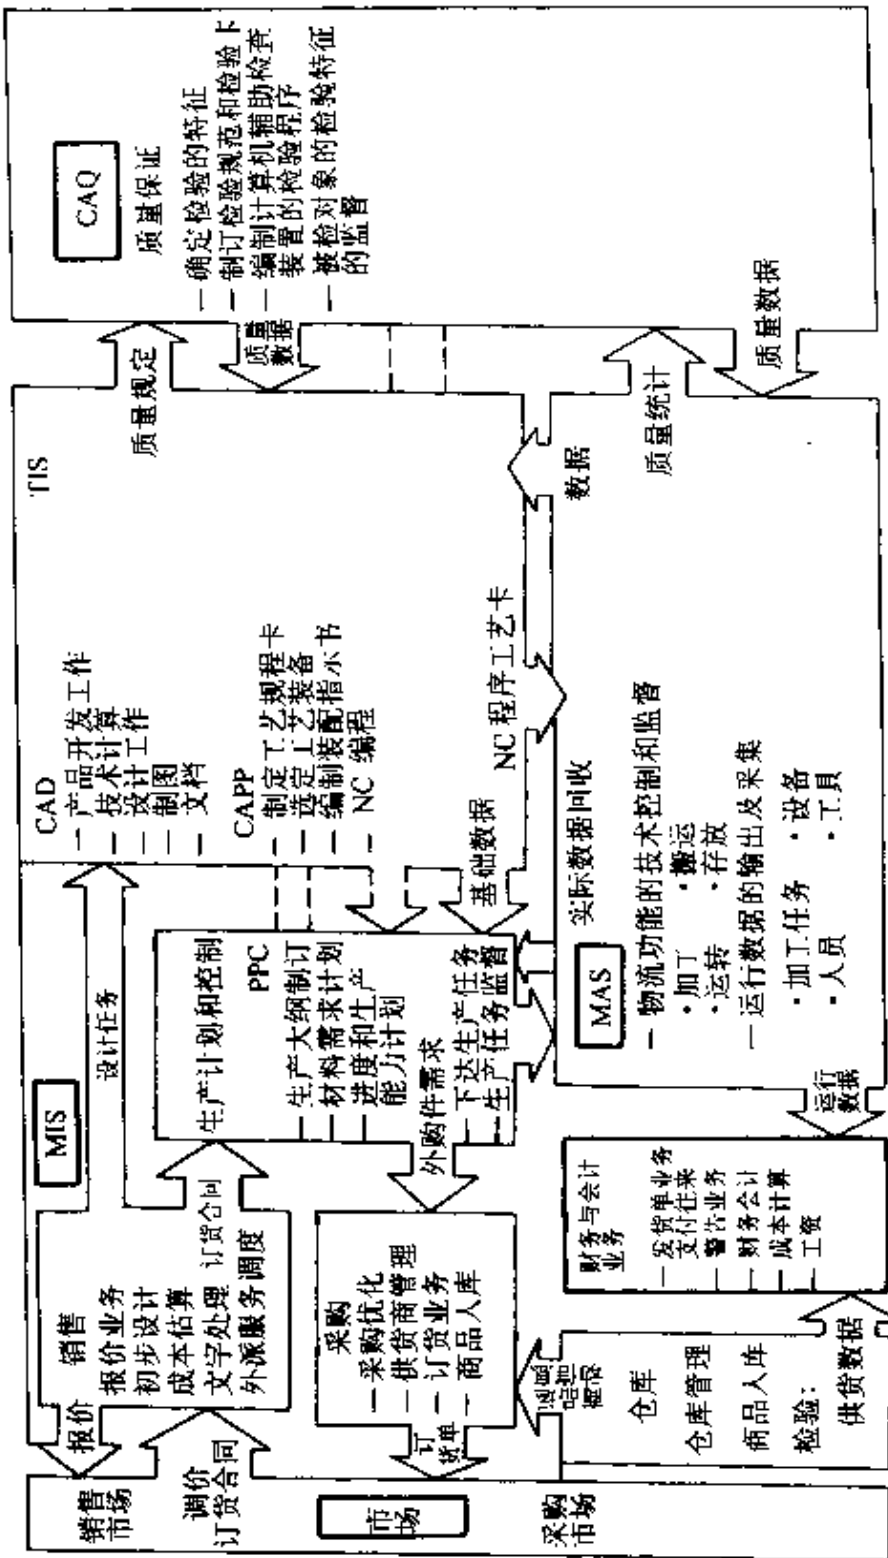 销售
市场
报价
调价
订货合同
市场
采购
市场
MIS
销售
报价业务
初步设计
成本估算
文字处理
外派服务调度
订货合同
设计任务
生产计划和控制
PPC
— 生产大纲制订
— 材料需求计划
— 进度和生产
能力计划
外购件需求
— 下达生产任务
— 生产任务监督
采购
— 采购优化
— 供货商管理
— 订货业务
— 商品入库
订
货单
仓库
仓库管理
商品入库
检验:
供货数据
财务与会计
业务
— 发货单业务
支付往来
— 警告业务
— 财务会计
— 成本计算
— 工资
运行
数据
TIS
CAD
— 产品开发工作
— 技术计算
— 设计工作
— 制图
— 文档
CAPP
— 制定工艺规程卡
— 选定工艺装备
— 编制装配指示书
— NC 编程
基础数据
NC 程序工艺卡
数据
MAS
实际数据回收
— 物流功能的技术控制和监督
·加工 ·搬运
·运转 ·存放
— 运行数据的输出及采集
·加工任务 ·设备
·人员 ·工具
质量规定
质量
数据
质量统计
质量数据
CAQ
质量保证
— 确定检验的特征
— 制订检验规范和检验卡
— 编制计算机辅助检查
装置的检验程序
— 被检对象的检验特征
的监督